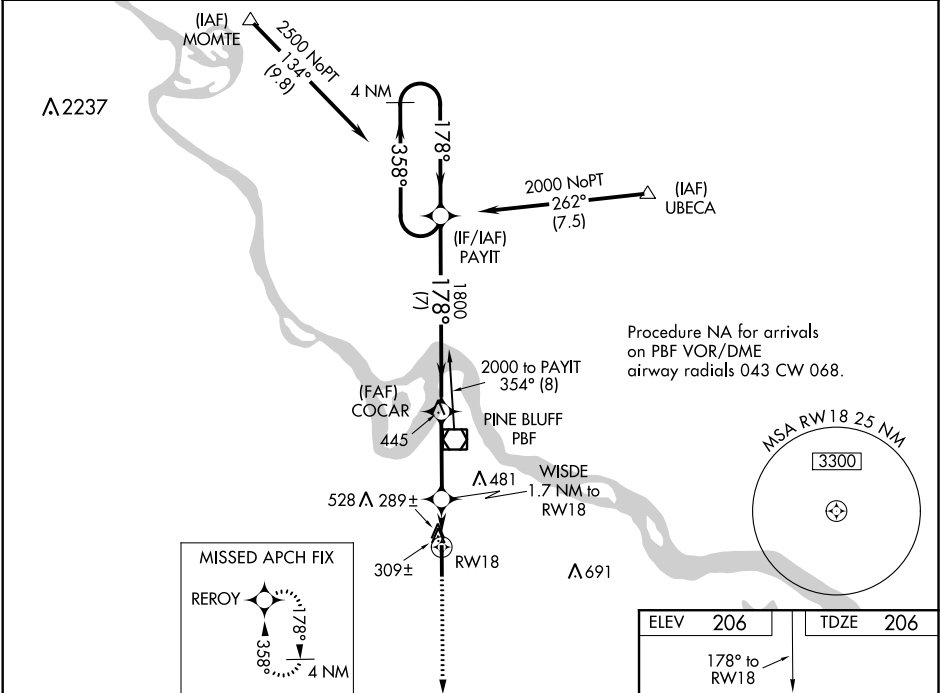 (IAF)
MOMTE
2500 NoPT
134°
(9.8)
2237
4 NM
178°
358°
2000 NoPT
262°
(7.5)
(IAF)
UBECA
(IF/IAF)
PAYIT
1800
178°
(7)
Procedure NA for arrivals
on PBF VOR/DME
airway radials 043 CW 068.
2000 to PAYIT
354° (8)
(FAF)
COCAR
445
PINE BLUFF
PBF
MSA RW18 25 NM
3300
481
WISDE
1.7 NM to
RW18
528
289±
309±
RW18
691
MISSED APCH FIX
REROY
178°
358°
4 NM
ELEV 206
TDZE 206
178° to
RW18